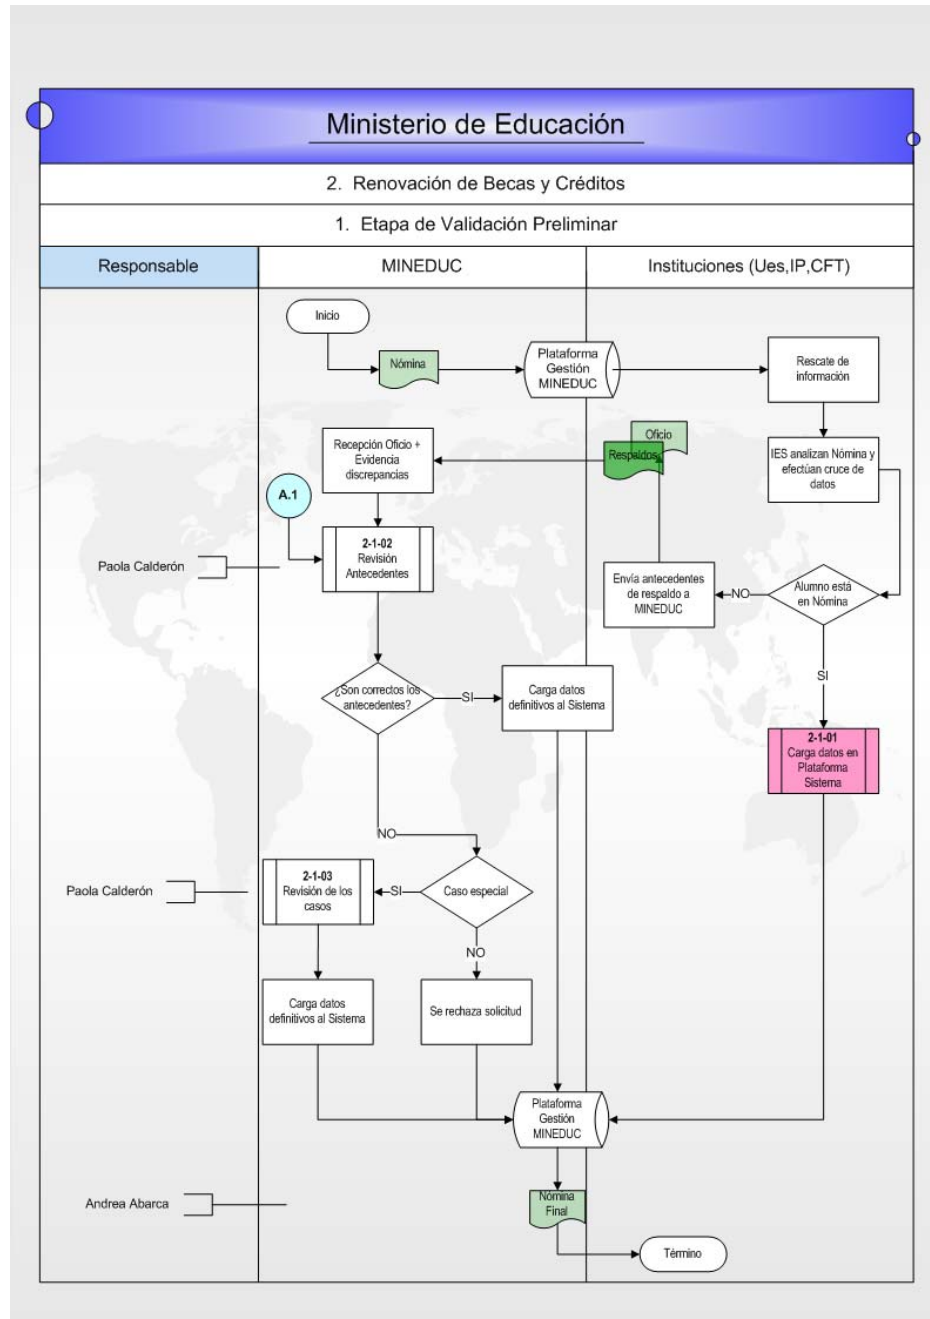 Ministerio de Educación
2. Renovación de Becas y Créditos
1. Etapa de Validación Preliminar
Responsable
MINEDUC
Instituciones (Ues,IP,CFT)
Inicio
Nómina
Plataforma
Gestión
MINEDUC
Rescate de
información
Recepción Oficio +
Evidencia
discrepancias
Oficio
Respaldos
IES analizan Nómina y
efectúan cruce de
datos
A.1
2-1-02
Revisión
Antecedentes
Paola Calderón
Envía antecedentes
de respaldo a
MINEDUC
NO
Alumno está
en Nómina
SI
¿Son correctos los
antecedentes?
SI
Carga datos
definitivos al Sistema
2-1-01
Carga datos en
Plataforma
Sistema
NO
Paola Calderón
2-1-03
Revisión de los
casos
SI
Caso especial
NO
Carga datos
definitivos al Sistema
Se rechaza solicitud
Plataforma
Gestión
MINEDUC
Andrea Abarca
Nómina
Final
Término